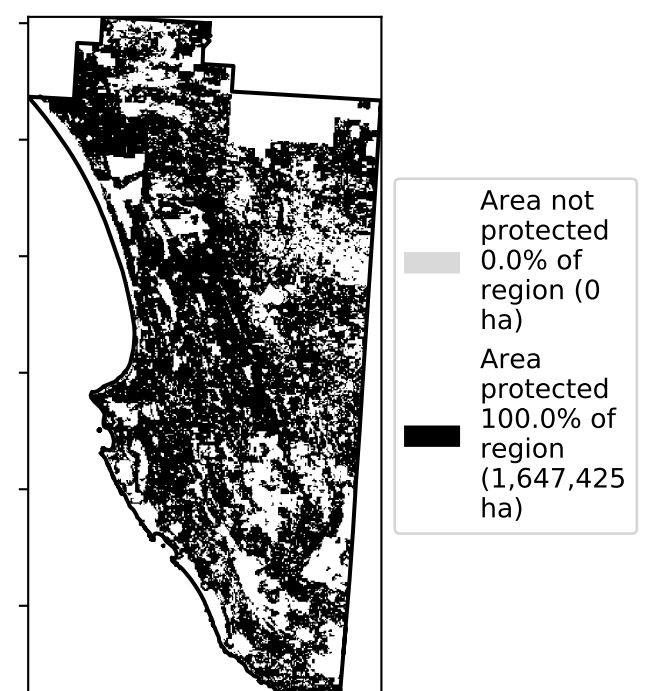 Area not
protected
0.0% of
region (0
ha)
Area
protected
100.0% of
region
(1,647,425
ha)